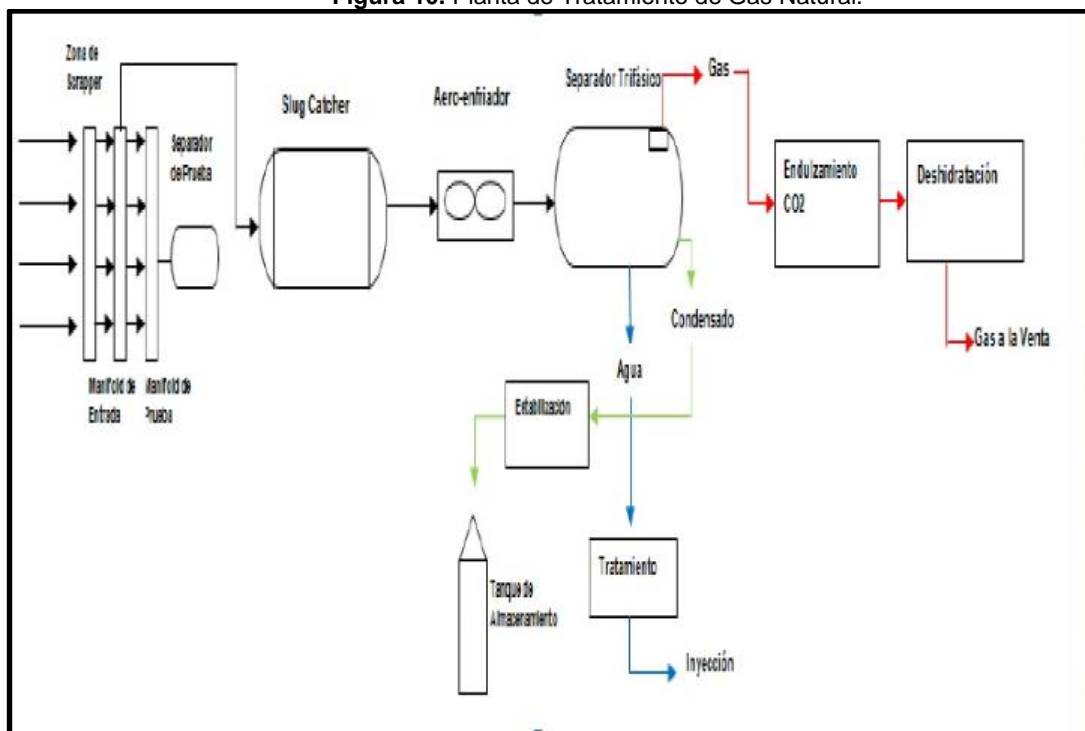 Figura 10. Planta de Tratamiento de Gas Natural.
Zona de
Scrapper
Separador
de Prueba
Slug Catcher
Aero-enfriador
Separador Trifásico
Gas
Endulzamiento
CO2
Deshidratación
Gas a la Venta
Condensado
Agua
Manifold de
Entrada
Manifold de
Prueba
Estabilización
Tanque de
Almacenamiento
Tratamiento
Inyección